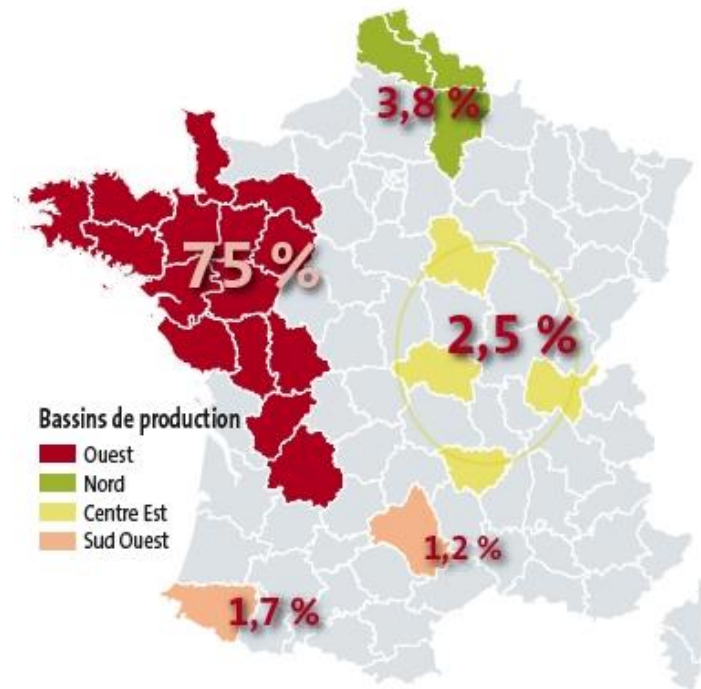 3,8 %
75 %
2,5 %
Bassins de production
Ouest
Nord
Centre Est
Sud Ouest
1,2 %
1,7 %